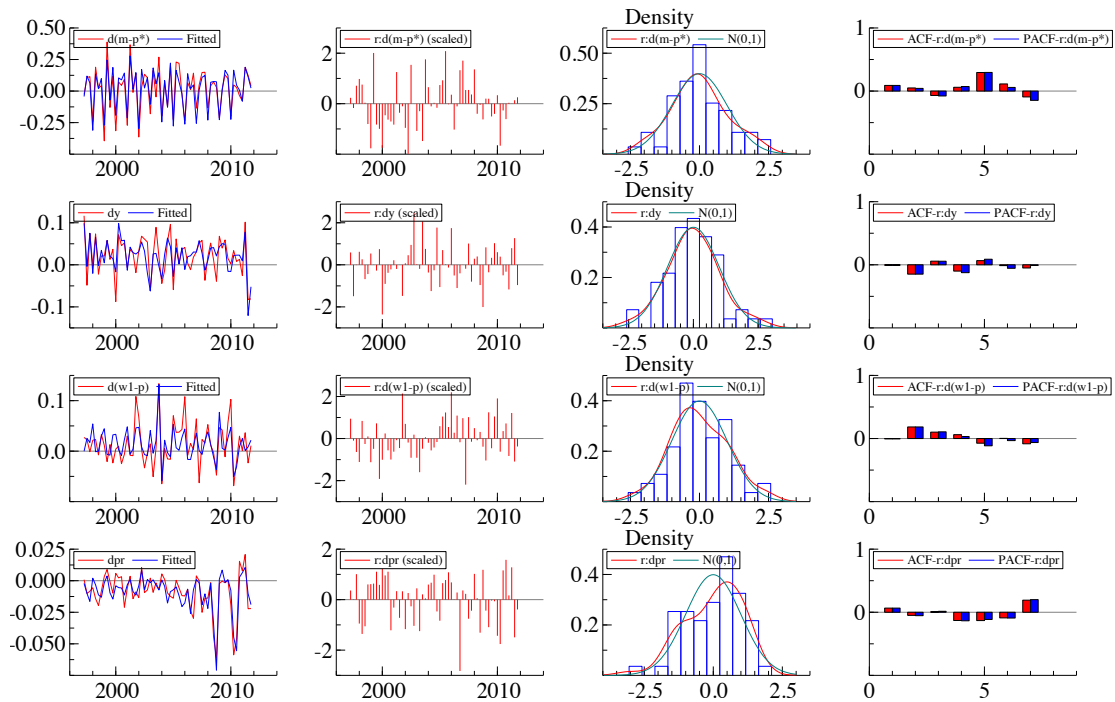 Density
0.50 d(m-p*) Fitted 2 r:d(m-p*) (scaled) r:d(m-p*) N(0,1) 1 ACF-r:d(m-p*) PACF-r:d(m-p*)
0.25 0.50
0.00 0 0.25 0
-0.25
2000 2010 2000 2010 -2.5 0.0 2.5 0 5
Density
0.1 dy Fitted 2 r:dy (scaled) 0.4 r:dy N(0,1) 1 ACF-r:dy PACF-r:dy
0.0 0 0.2 0
-0.1 -2
2000 2010 2000 2010 -2.5 0.0 2.5 0 5
Density
d(w1-p) Fitted 2 r:d(w1-p) (scaled) r:d(w1-p) N(0,1) 1 ACF-r:d(w1-p) PACF-r:d(w1-p)
0.1 0.4
0.0 0 0.2 0
-2
2000 2010 2000 2010 -2.5 0.0 2.5 0 5
Density
0.025 dpr Fitted 2 r:dpr (scaled) r:dpr N(0,1) 1 ACF-r:dpr PACF-r:dpr
0.000 0 0.4 0
-0.025 0.2
-0.050 -2
2000 2010 2000 2010 -2.5 0.0 2.5 0 5